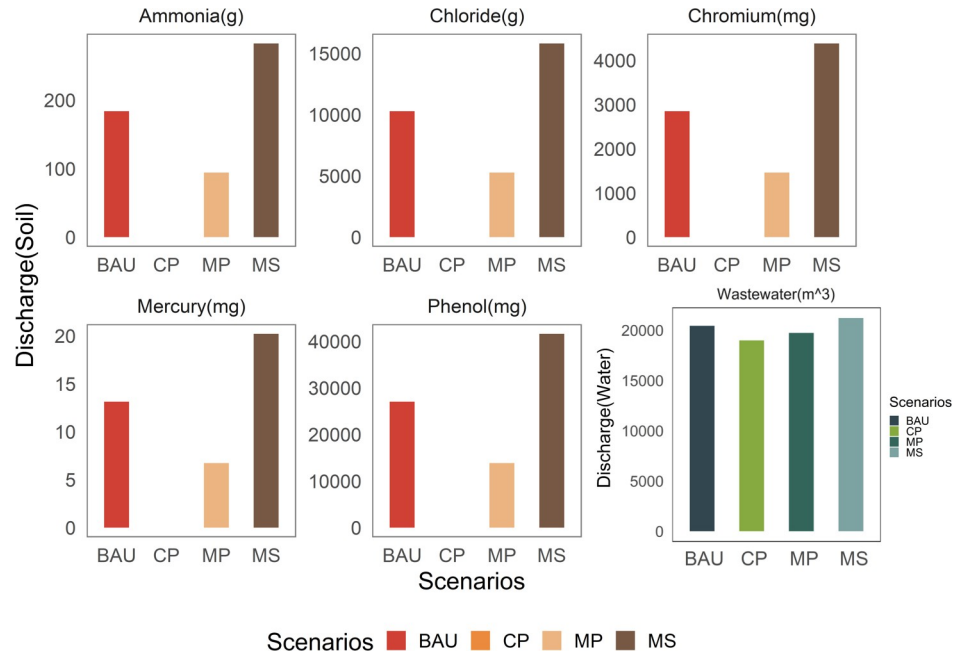 Ammonia(g)
Chloride(g)
Chromium(mg)
Discharge(Soil)
200
100
0
BAU CP MP MS
15000
10000
5000
0
BAU CP MP MS
4000
3000
2000
1000
0
BAU CP MP MS
Mercury(mg)
20
15
10
5
0
BAU CP MP MS
Phenol(mg)
40000
30000
20000
10000
0
BAU CP MP MS
Wastewater(m^3)
Discharge(Water)
20000
15000
10000
5000
0
BAU CP MP MS
Scenarios
BAU
CP
MP
MS
Scenarios
Scenarios BAU CP MP MS